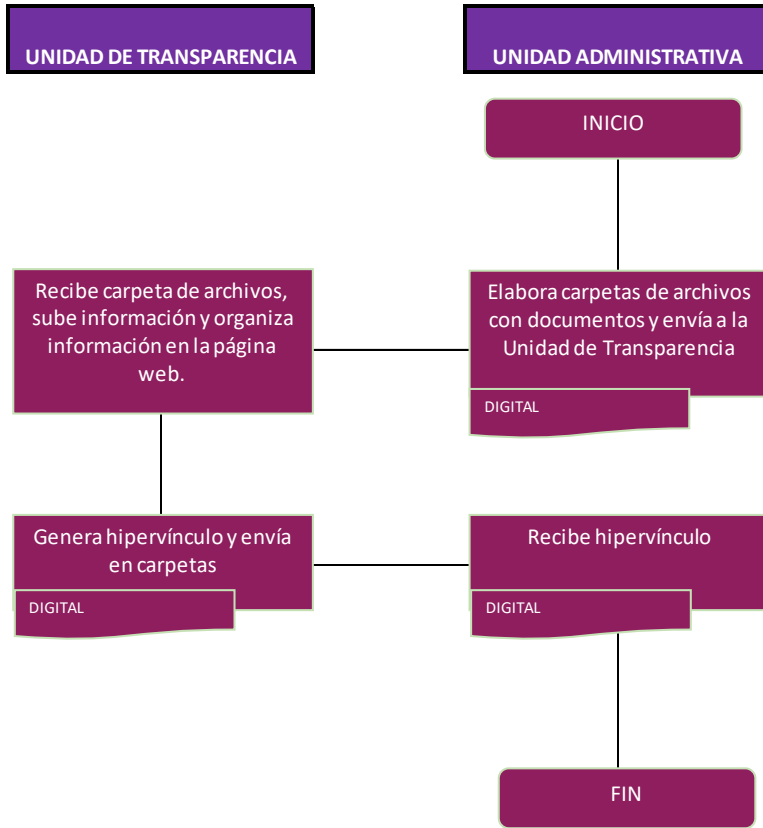 UNIDAD DE TRANSPARENCIA
UNIDAD ADMINISTRATIVA
INICIO
Recibe carpeta de archivos,
sube información y organiza
información en la página
web.
Elabora carpetas de archivos
con documentos y envía a la
Unidad de Transparencia
DIGITAL
Genera hipervínculo y envía
en carpetas
DIGITAL
Recibe hipervínculo
DIGITAL
FIN